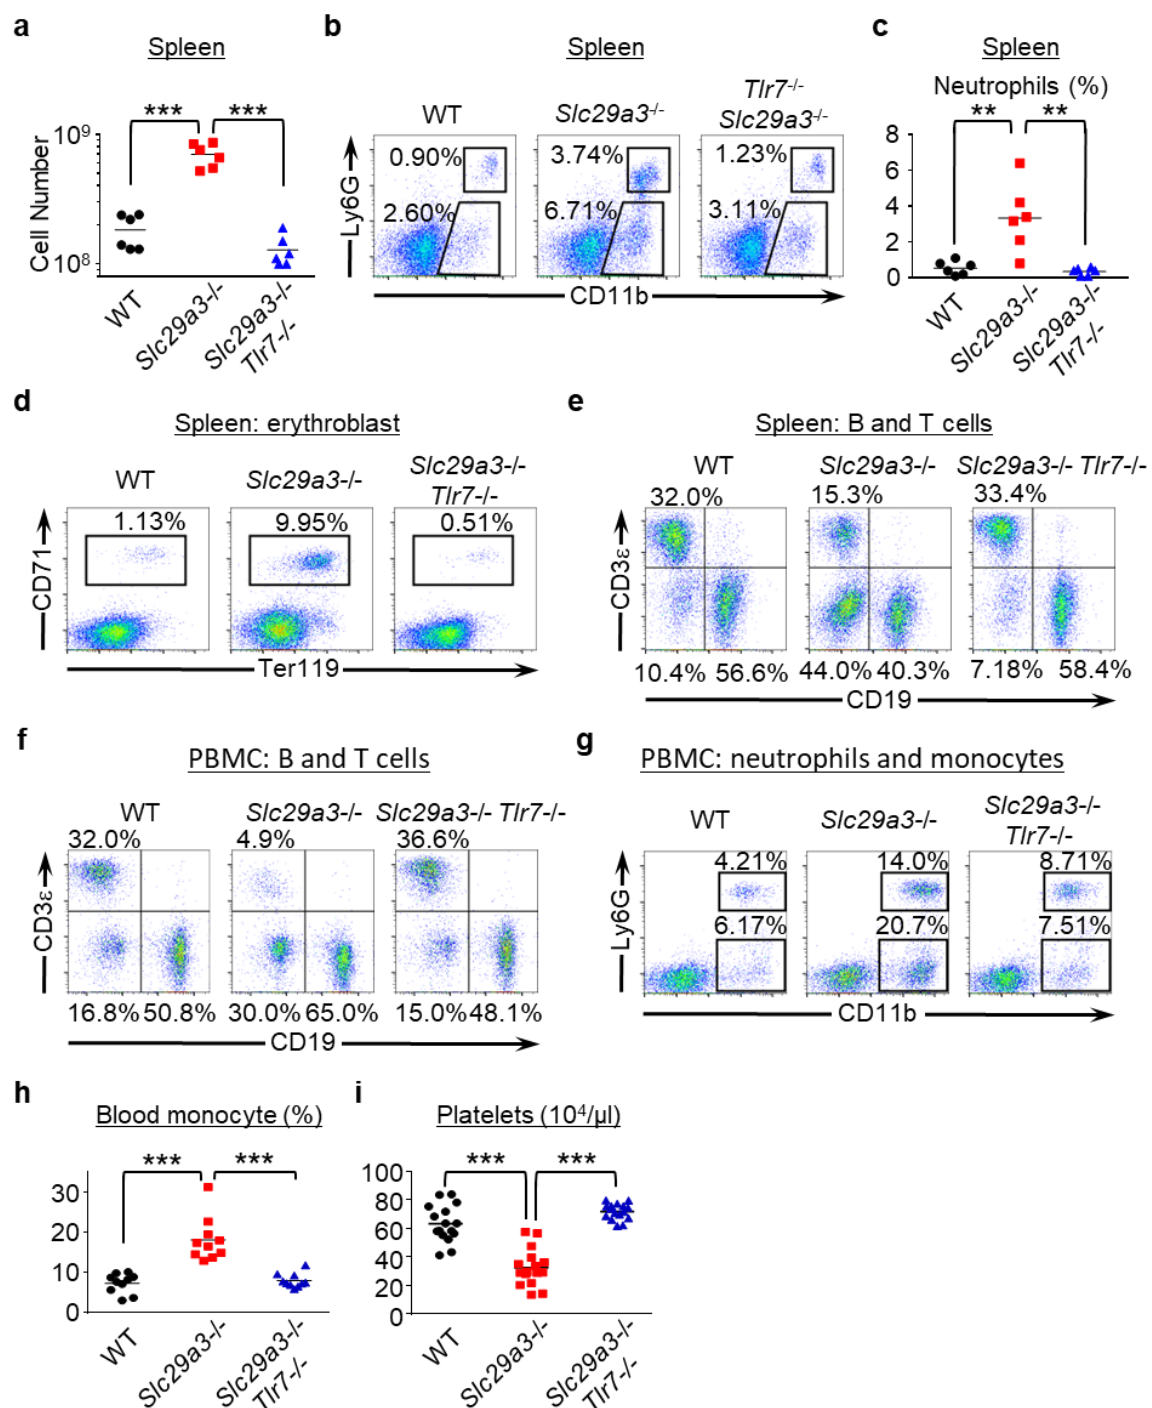 a
Spleen
*** ***
10⁹
10⁸
Cell Number
WT
Slc29a3-/-
Slc29a3-/-
Tlr7-/-
b
Spleen
WT
Slc29a3-/-
Tlr7-/-
Slc29a3-/-
0.90% 3.74% 1.23%
2.60% 6.71% 3.11%
Ly6G
CD11b
c
Spleen
Neutrophils (%)
** **
8
6
4
2
0
WT
Slc29a3-/-
Slc29a3-/-
Tlr7-/-
d
Spleen: erythroblast
WT
Slc29a3-/-
Slc29a3-/-
Tlr7-/-
1.13% 9.95% 0.51%
CD71
Ter119
e
Spleen: B and T cells
WT Slc29a3-/- Slc29a3-/- Tlr7-/-
32.0% 15.3% 33.4%
CD3ε
10.4% 56.6% 44.0% 40.3% 7.18% 58.4%
CD19
f
PBMC: B and T cells
WT Slc29a3-/- Slc29a3-/- Tlr7-/-
32.0% 4.9% 36.6%
CD3ε
16.8% 50.8% 30.0% 65.0% 15.0% 48.1%
CD19
g
PBMC: neutrophils and monocytes
WT
Slc29a3-/-
Slc29a3-/-
Tlr7-/-
4.21% 14.0% 8.71%
6.17% 20.7% 7.51%
Ly6G
CD11b
h
Blood monocyte (%)
*** ***
30
20
10
0
WT
Slc29a3-/-
Slc29a3-/-
Tlr7-/-
i
Platelets (10⁴/µl)
*** ***
100
80
60
40
20
0
WT
Slc29a3-/-
Slc29a3-/-
Tlr7-/-